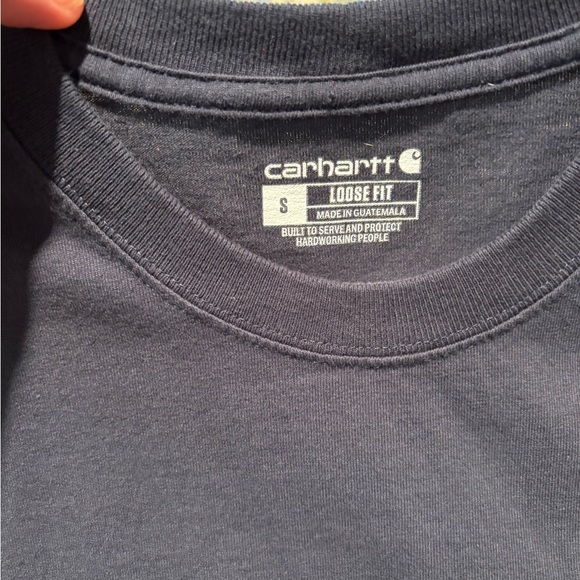 carhartt
S LOOSE FIT
MADE IN GUATEMALA
BUILT TO SERVE AND PROTECT
HARDWORKING PEOPLE